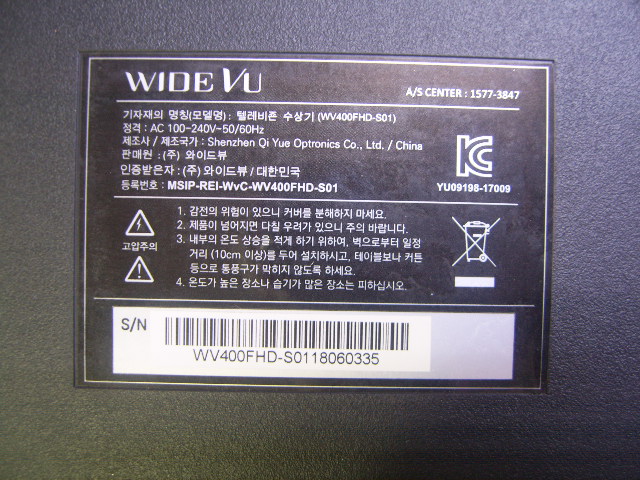 WIDE VU
A/S CENTER : 1577-3847
기자재의 명칭(모델명) : 텔레비죤 수상기 (WV400FHD-S01)
정격 : AC 100-240V~50/60Hz
제조사 / 제조국가 : Shenzhen Qi Yue Optronics Co., Ltd. / China
판매원 : (주) 와이드뷰
인증받은자 : (주) 와이드뷰 / 대한민국
등록번호 : MSIP-REI-WvC-WV400FHD-S01
YU09198-17009
고압주의
1. 감전의 위험이 있으니 커버를 분해하지 마세요.
2. 제품이 넘어지면 다칠 우려가 있으니 주의 바랍니다.
3. 내부의 온도 상승을 적게 하기 위하여, 벽으로부터 일정
거리 (10cm 이상)를 두어 설치하시고, 테이블보나 커튼
등으로 통풍구가 막히지 않도록 하세요.
4. 온도가 높은 장소나 습기가 많은 장소는 피하십시오.
S/N
WV400FHD-S0118060335